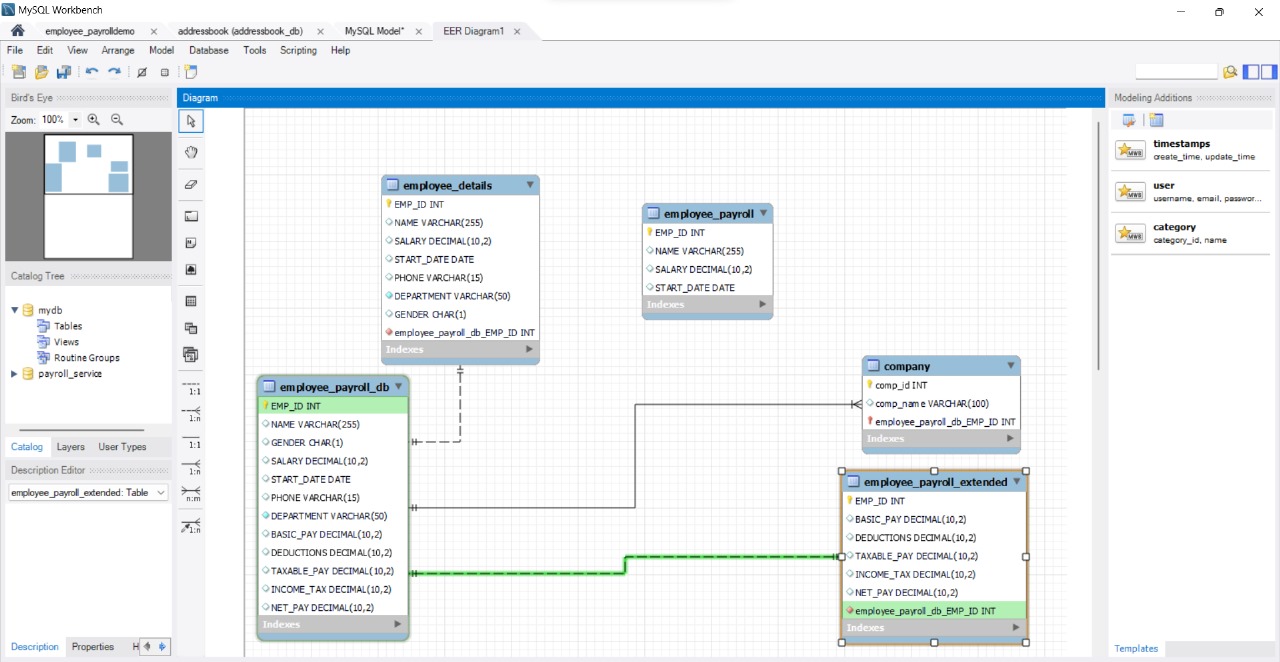 MySQL Workbench
employee_payrolldemo
addressbook (addressbook_db)
MySQL Model*
EER Diagram1
File Edit View Arrange Model Database Tools Scripting Help
Bird's Eye
Zoom: 100%
Diagram
Modeling Additions
timestamps
create_time, update_time
user
username, email, passwor...
category
category_id, name
Catalog Tree
mydb
Tables
Views
Routine Groups
payroll_service
Catalog Layers User Types
Description Editor
employee_payroll_extended: Table
Description Properties H
1:1
1:n
1:1
1:n
n:m
1:n
employee_details
EMP_ID INT
NAME VARCHAR(255)
SALARY DECIMAL(10,2)
START_DATE DATE
PHONE VARCHAR(15)
DEPARTMENT VARCHAR(50)
GENDER CHAR(1)
employee_payroll_db_EMP_ID INT
Indexes
employee_payroll
EMP_ID INT
NAME VARCHAR(255)
SALARY DECIMAL(10,2)
START_DATE DATE
Indexes
employee_payroll_db
EMP_ID INT
NAME VARCHAR(255)
GENDER CHAR(1)
SALARY DECIMAL(10,2)
START_DATE DATE
PHONE VARCHAR(15)
DEPARTMENT VARCHAR(50)
BASIC_PAY DECIMAL(10,2)
DEDUCTIONS DECIMAL(10,2)
TAXABLE_PAY DECIMAL(10,2)
INCOME_TAX DECIMAL(10,2)
NET_PAY DECIMAL(10,2)
Indexes
company
comp_id INT
comp_name VARCHAR(100)
employee_payroll_db_EMP_ID INT
Indexes
employee_payroll_extended
EMP_ID INT
BASIC_PAY DECIMAL(10,2)
DEDUCTIONS DECIMAL(10,2)
TAXABLE_PAY DECIMAL(10,2)
INCOME_TAX DECIMAL(10,2)
NET_PAY DECIMAL(10,2)
employee_payroll_db_EMP_ID INT
Indexes
Templates